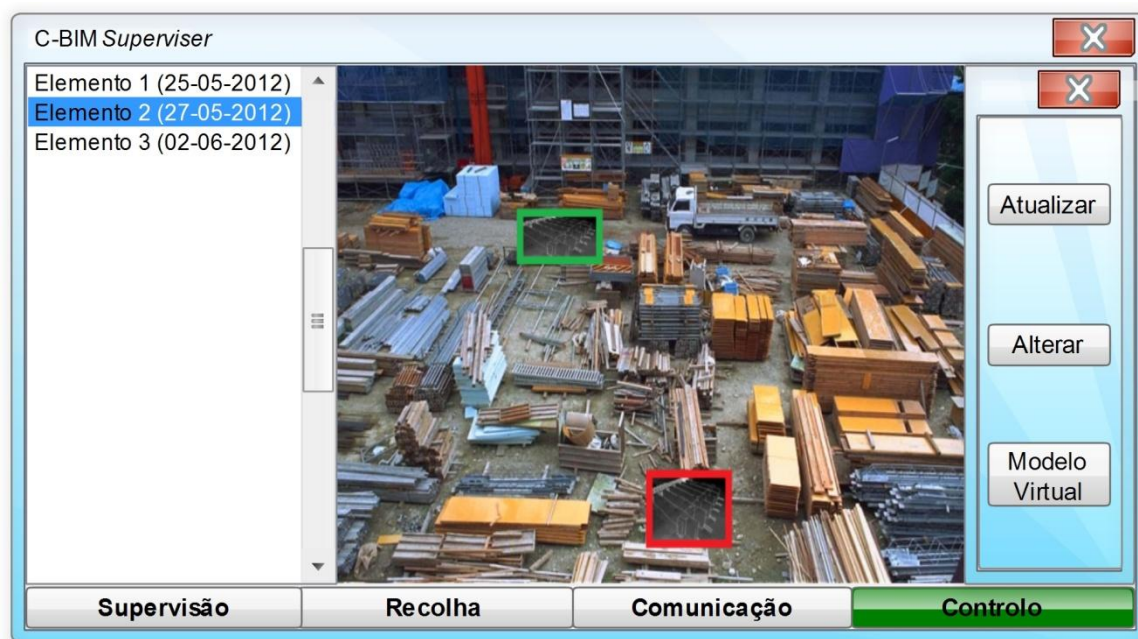 C-BIM Superviser
Elemento 1 (25-05-2012)
Elemento 2 (27-05-2012)
Elemento 3 (02-06-2012)
Atualizar
Alterar
Modelo
Virtual
Supervisão
Recolha
Comunicação
Controlo